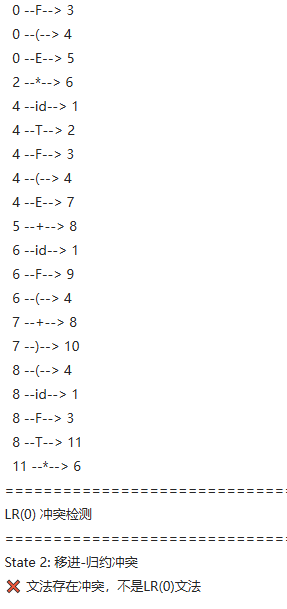 0 --F--> 3
0 --(--> 4
0 --E--> 5
2 --*--> 6
4 --id--> 1
4 --T--> 2
4 --F--> 3
4 --(--> 4
4 --E--> 7
5 --+--> 8
6 --id--> 1
6 --F--> 9
6 --(--> 4
7 --+--> 8
7 --)--> 10
8 --(--> 4
8 --id--> 1
8 --F--> 3
8 --T--> 11
11 --*--> 6
==============================
LR(0) 冲突检测
==============================
State 2: 移进-归约冲突
❌ 文法存在冲突，不是LR(0)文法